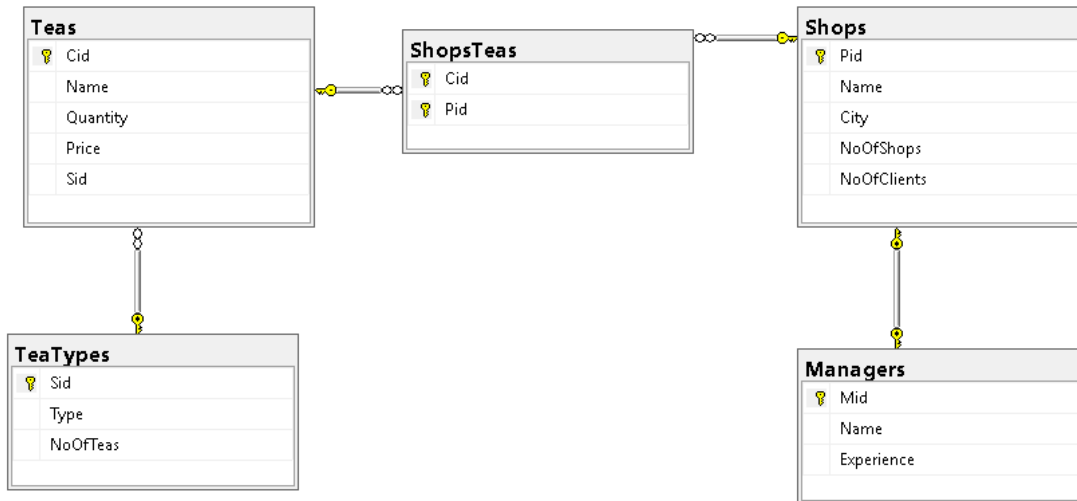 Teas
Cid
Name
Quantity
Price
Sid
ShopsTeas
Cid
Pid
Shops
Pid
Name
City
NoOfShops
NoOfClients
TeaTypes
Sid
Type
NoOfTeas
Managers
Mid
Name
Experience